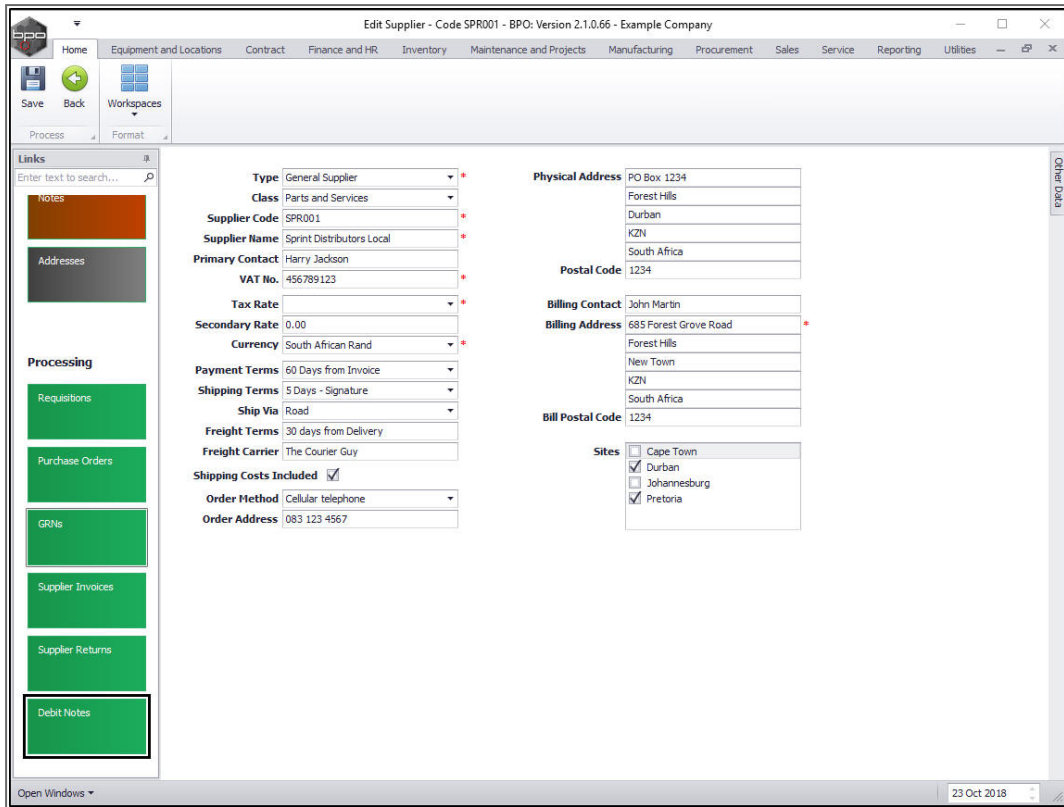 Edit Supplier - Code SPR001 - BPO: Version 2.1.0.66 - Example Company
bpo
Home Equipment and Locations Contract Finance and HR Inventory Maintenance and Projects Manufacturing Procurement Sales Service Reporting Utilities
Save Back Workspaces
Process Format
Links
Enter text to search...
Notes
Addresses
Processing
Requisitions
Purchase Orders
GRNs
Supplier Invoices
Supplier Returns
Debit Notes
Type General Supplier *
Class Parts and Services
Supplier Code SPR001 *
Supplier Name Sprint Distributors Local *
Primary Contact Harry Jackson
VAT No. 456789123 *
Tax Rate *
Secondary Rate 0.00
Currency South African Rand *
Payment Terms 60 Days from Invoice
Shipping Terms 5 Days - Signature
Ship Via Road
Freight Terms 30 days from Delivery
Freight Carrier The Courier Guy
Shipping Costs Included
Order Method Cellular telephone
Order Address 083 123 4567
Physical Address PO Box 1234
Forest Hills
Durban
KZN
South Africa
Postal Code 1234
Billing Contact John Martin
Billing Address 685 Forest Grove Road *
Forest Hills
New Town
KZN
South Africa
Bill Postal Code 1234
Sites Cape Town
Durban
Johannesburg
Pretoria
Other Data
Open Windows
23 Oct 2018